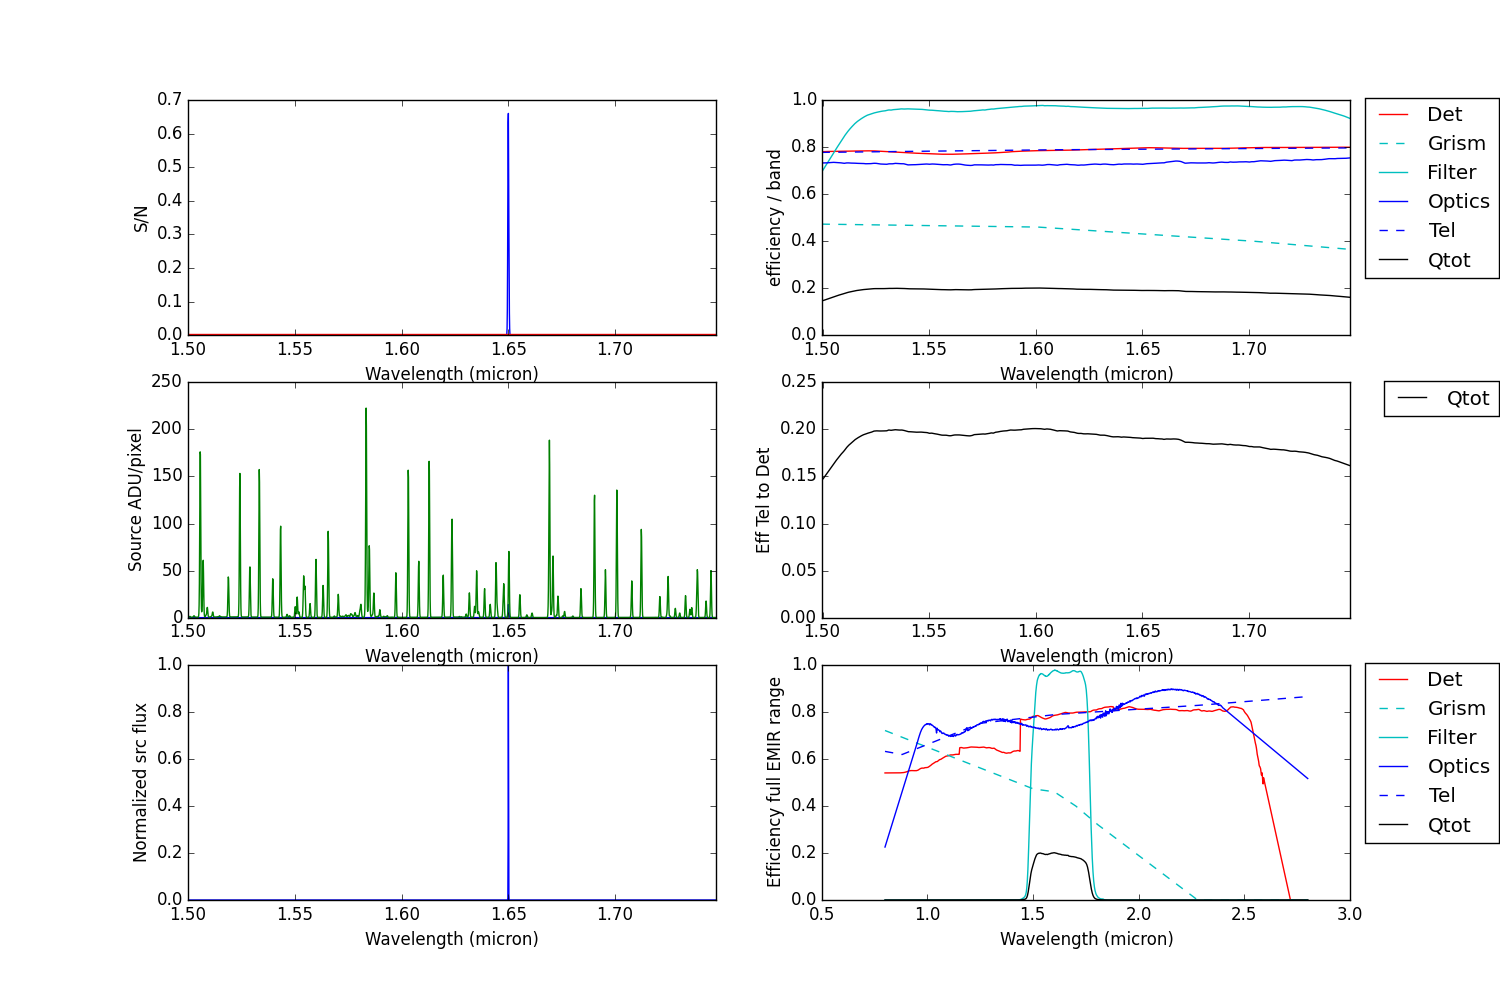 0.7
0.6
0.5
0.4
0.3
0.2
0.1
0.0
S/N
1.50 1.55 1.60 1.65 1.70
Wavelength (micron)
1.0
0.8
0.6
0.4
0.2
0.0
efficiency / band
1.50 1.55 1.60 1.65 1.70
Wavelength (micron)
Det
Grism
Filter
Optics
Tel
Qtot
250
200
150
100
50
0
Source ADU/pixel
1.50 1.55 1.60 1.65 1.70
Wavelength (micron)
0.25
0.20
0.15
0.10
0.05
0.00
Eff Tel to Det
1.50 1.55 1.60 1.65 1.70
Wavelength (micron)
Qtot
1.0
0.8
0.6
0.4
0.2
0.0
Normalized src flux
1.50 1.55 1.60 1.65 1.70
Wavelength (micron)
1.0
0.8
0.6
0.4
0.2
0.0
Efficiency full EMIR range
0.5 1.0 1.5 2.0 2.5 3.0
Wavelength (micron)
Det
Grism
Filter
Optics
Tel
Qtot